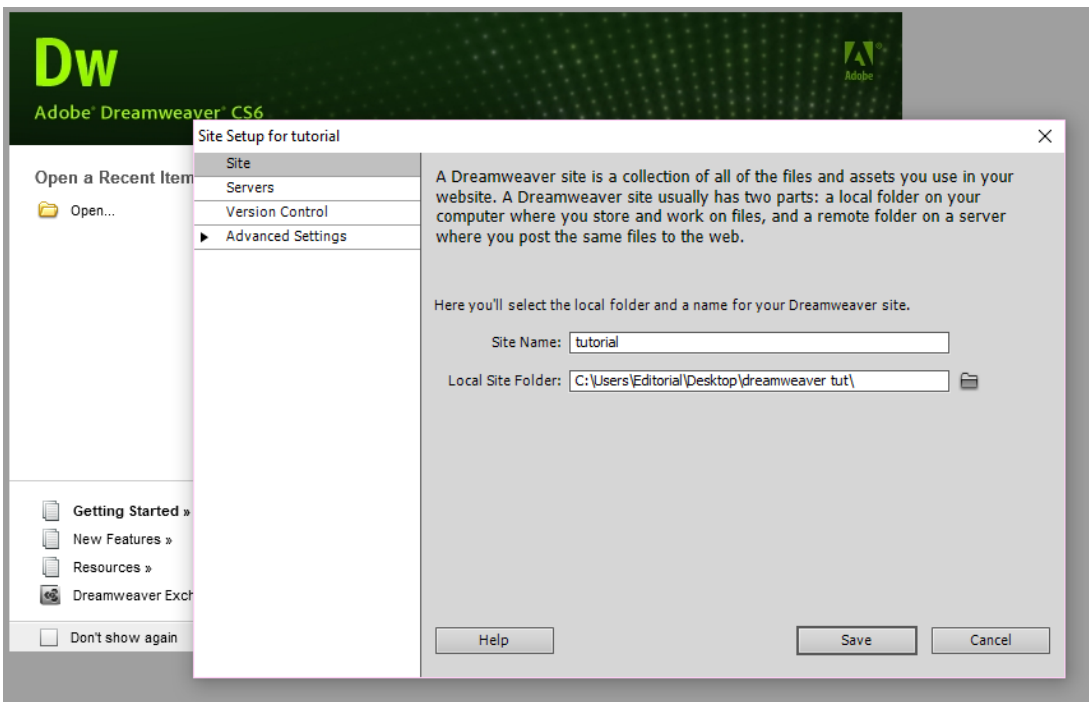 Dw
Adobe
Adobe® Dreamweaver® CS6
Open a Recent Item
Open...
Getting Started »
New Features »
Resources »
Dreamweaver Exch
Don't show again
Site Setup for tutorial
Site
Servers
Version Control
Advanced Settings
A Dreamweaver site is a collection of all of the files and assets you use in your
website. A Dreamweaver site usually has two parts: a local folder on your
computer where you store and work on files, and a remote folder on a server
where you post the same files to the web.
Here you'll select the local folder and a name for your Dreamweaver site.
Site Name: tutorial
Local Site Folder: C:\Users\Editorial\Desktop\dreamweaver tut\
Help
Save
Cancel